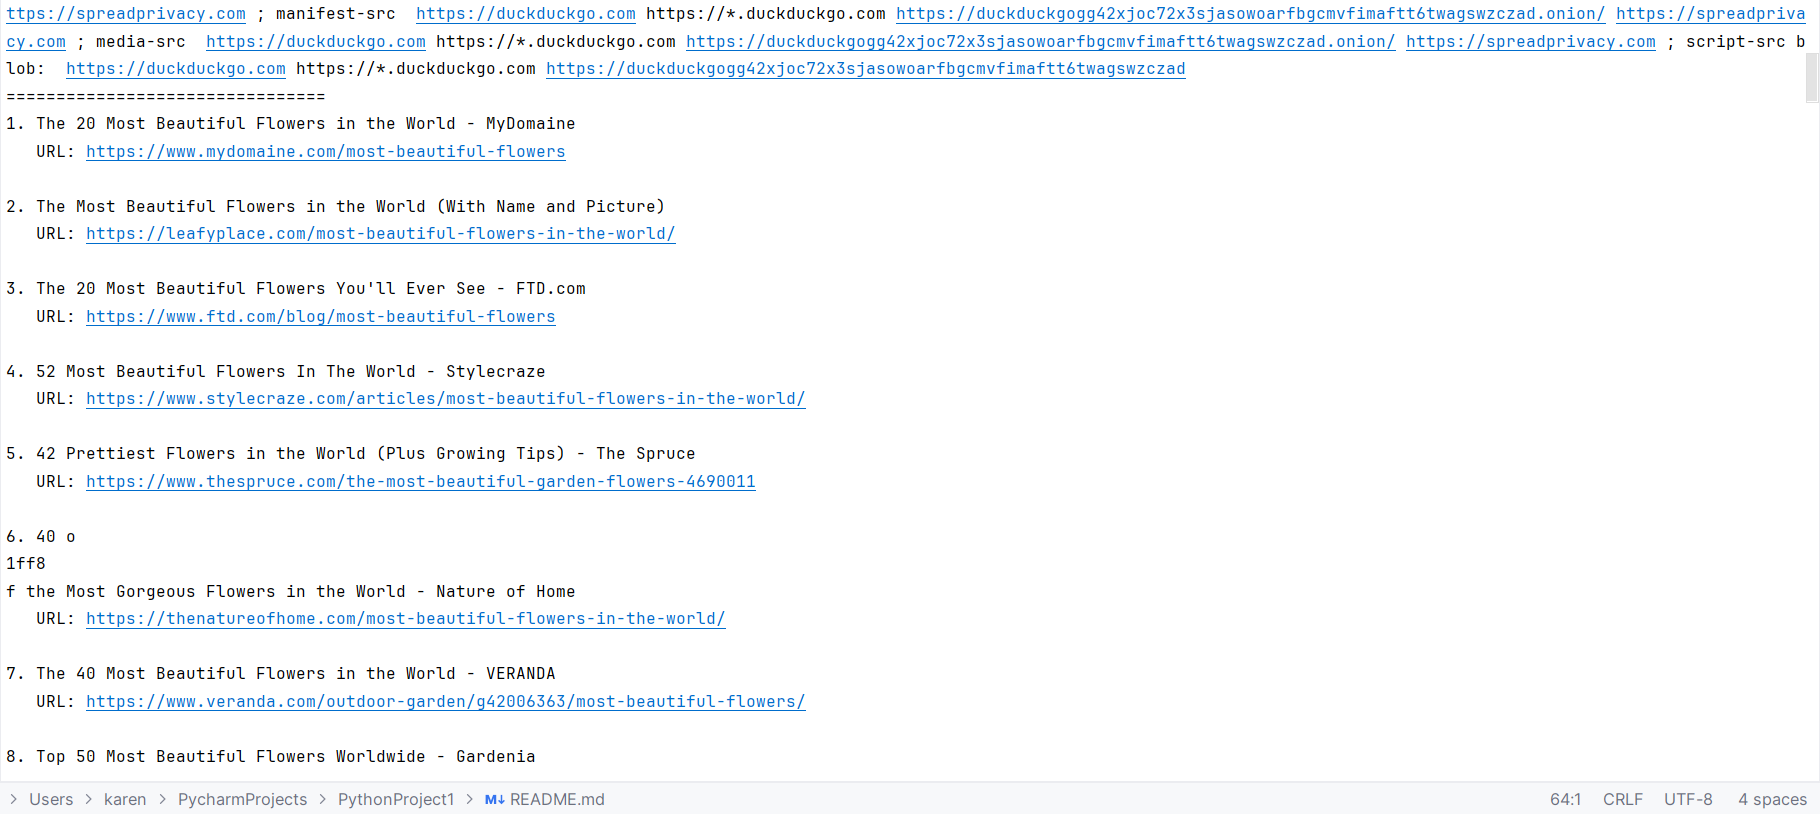 ttps://spreadprivacy.com ; manifest-src  https://duckduckgo.com https://*.duckduckgo.com https://duckduckgogg42xjoc72x3sjasowoarfbgcmvfimaftt6twagswzczad.onion/ https://spreadpriva
cy.com ; media-src  https://duckduckgo.com https://*.duckduckgo.com https://duckduckgogg42xjoc72x3sjasowoarfbgcmvfimaftt6twagswzczad.onion/ https://spreadprivacy.com ; script-src b
lob:  https://duckduckgo.com https://*.duckduckgo.com https://duckduckgogg42xjoc72x3sjasowoarfbgcmvfimaftt6twagswzczad
================================
1. The 20 Most Beautiful Flowers in the World - MyDomaine
   URL: https://www.mydomaine.com/most-beautiful-flowers

2. The Most Beautiful Flowers in the World (With Name and Picture)
   URL: https://leafyplace.com/most-beautiful-flowers-in-the-world/

3. The 20 Most Beautiful Flowers You'll Ever See - FTD.com
   URL: https://www.ftd.com/blog/most-beautiful-flowers

4. 52 Most Beautiful Flowers In The World - Stylecraze
   URL: https://www.stylecraze.com/articles/most-beautiful-flowers-in-the-world/

5. 42 Prettiest Flowers in the World (Plus Growing Tips) - The Spruce
   URL: https://www.thespruce.com/the-most-beautiful-garden-flowers-4690011

6. 40 o
1ff8
f the Most Gorgeous Flowers in the World - Nature of Home
   URL: https://thenatureofhome.com/most-beautiful-flowers-in-the-world/

7. The 40 Most Beautiful Flowers in the World - VERANDA
   URL: https://www.veranda.com/outdoor-garden/g42006363/most-beautiful-flowers/

8. Top 50 Most Beautiful Flowers Worldwide - Gardenia
> Users > karen > PycharmProjects > PythonProject1 > M↓ README.md 64:1 CRLF UTF-8 4 spaces